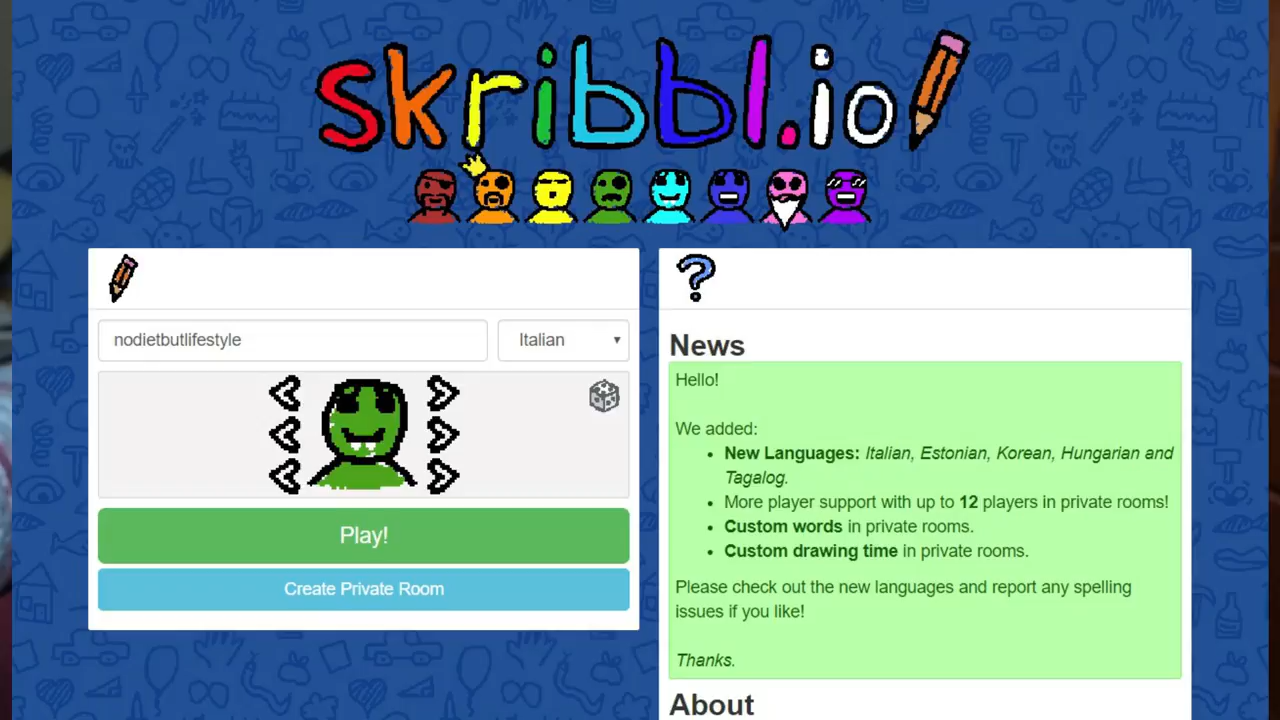 skribbl.io
nodietbutlifestyle
Italian
Play!
Create Private Room
?
News
Hello!
We added:
• New Languages: Italian, Estonian, Korean, Hungarian and
Tagalog.
• More player support with up to 12 players in private rooms!
• Custom words in private rooms.
• Custom drawing time in private rooms.
Please check out the new languages and report any spelling
issues if you like!
Thanks.
About